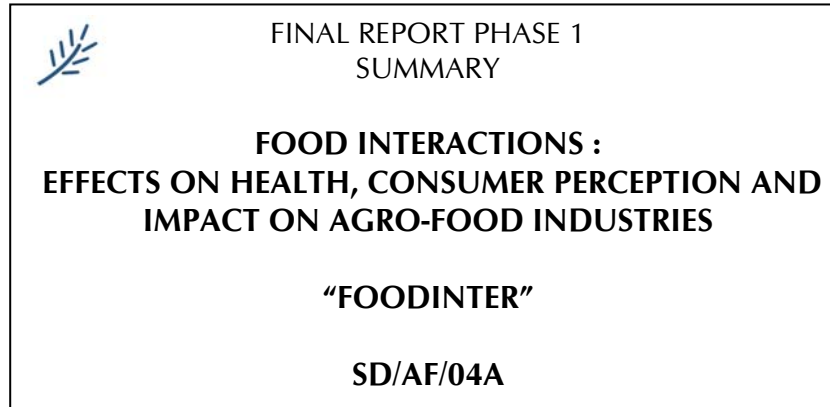 FINAL REPORT PHASE 1
SUMMARY
FOOD INTERACTIONS :
EFFECTS ON HEALTH, CONSUMER PERCEPTION AND
IMPACT ON AGRO-FOOD INDUSTRIES
“FOODINTER”
SD/AF/04A